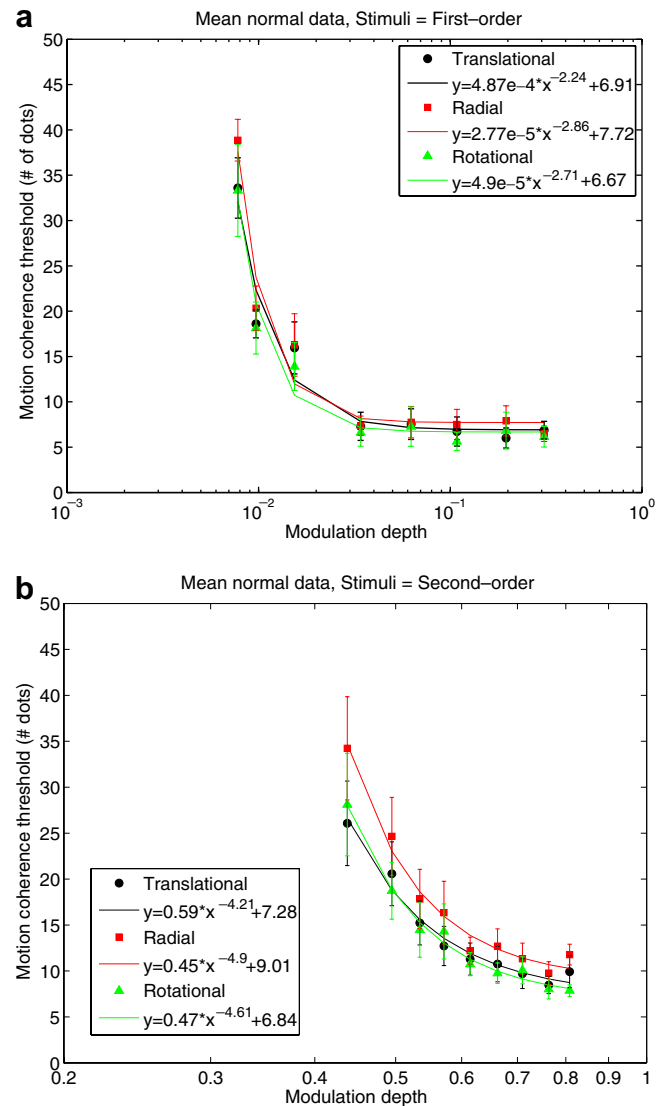 a
Mean normal data, Stimuli = First–order
50
45
40
35
30
25
20
15
10
5
0
Motion coherence threshold (# of dots)
Translational
y=4.87e–4*x^–2.24+6.91
Radial
y=2.77e–5*x^–2.86+7.72
Rotational
y=4.9e–5*x^–2.71+6.67
10^–3
10^–2
10^–1
10^0
Modulation depth
b
Mean normal data, Stimuli = Second–order
50
45
40
35
30
25
20
15
10
5
0
Motion coherence threshold (# dots)
Translational
y=0.59*x^–4.21+7.28
Radial
y=0.45*x^–4.9+9.01
Rotational
y=0.47*x^–4.61+6.84
0.2
0.3
0.4
0.5
0.6
0.7
0.8
0.9
1
Modulation depth